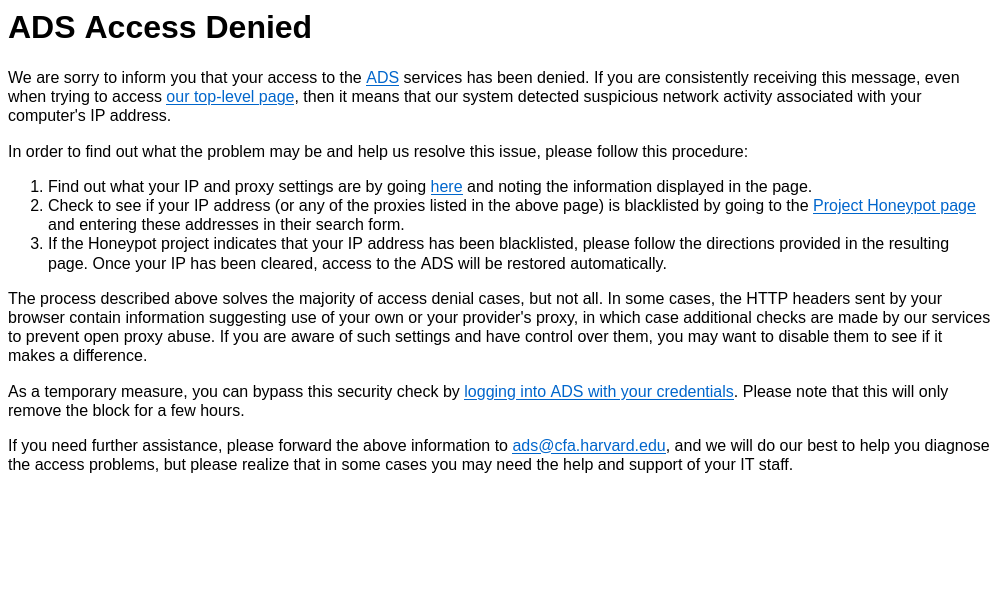 ADS Access Denied
We are sorry to inform you that your access to the ADS services has been denied. If you are consistently receiving this message, even
when trying to access our top-level page, then it means that our system detected suspicious network activity associated with your
computer's IP address.
In order to find out what the problem may be and help us resolve this issue, please follow this procedure:
1. Find out what your IP and proxy settings are by going here and noting the information displayed in the page.
2. Check to see if your IP address (or any of the proxies listed in the above page) is blacklisted by going to the Project Honeypot page
and entering these addresses in their search form.
3. If the Honeypot project indicates that your IP address has been blacklisted, please follow the directions provided in the resulting
page. Once your IP has been cleared, access to the ADS will be restored automatically.
The process described above solves the majority of access denial cases, but not all. In some cases, the HTTP headers sent by your
browser contain information suggesting use of your own or your provider's proxy, in which case additional checks are made by our services
to prevent open proxy abuse. If you are aware of such settings and have control over them, you may want to disable them to see if it
makes a difference.
As a temporary measure, you can bypass this security check by logging into ADS with your credentials. Please note that this will only
remove the block for a few hours.
If you need further assistance, please forward the above information to ads@cfa.harvard.edu, and we will do our best to help you diagnose
the access problems, but please realize that in some cases you may need the help and support of your IT staff.